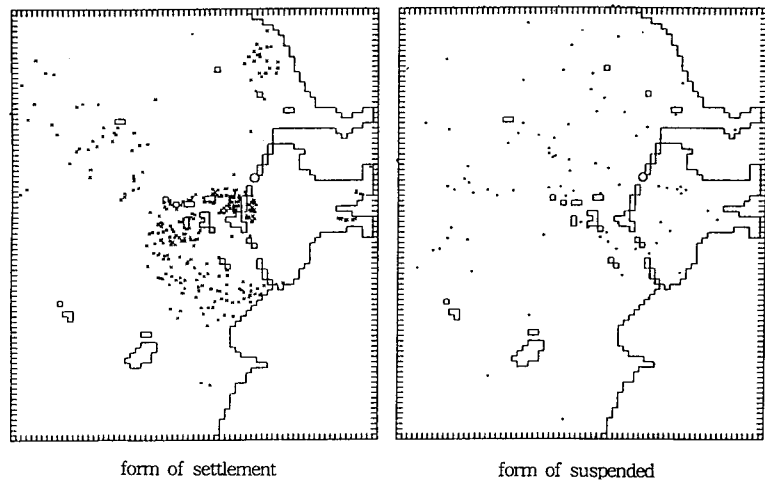 form of settlement
form of suspended